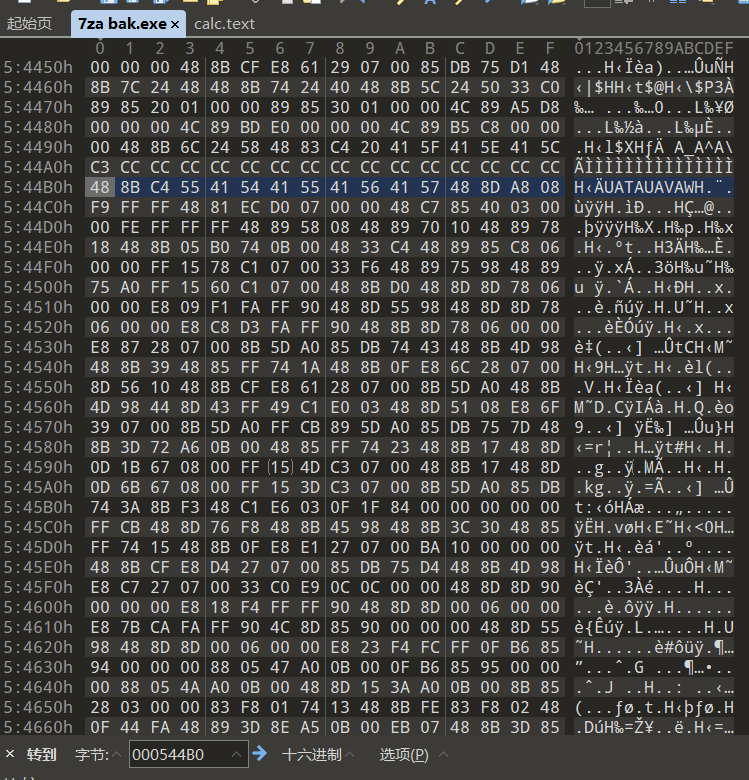 起始页 7za bak.exe × calc.text
0 1 2 3 4 5 6 7 8 9 A B C D E F 0123456789ABCDEF
5:4450h 00 00 00 48 8B CF E8 61 29 07 00 85 DB 75 D1 48 ...H‹Ïèa)..…ÛuÑH
5:4460h 8B 7C 24 48 48 8B 74 24 40 48 8B 5C 24 50 33 C0 ‹|$HH‹t$@H‹\$P3À
5:4470h 89 85 20 01 00 00 89 85 30 01 00 00 4C 89 A5 D8 ‰… ...‰…0...L‰¥Ø
5:4480h 00 00 00 4C 89 BD E0 00 00 00 4C 89 B5 C8 00 00 ...L‰½à...L‰µÈ..
5:4490h 00 48 8B 6C 24 58 48 83 C4 20 41 5F 41 5E 41 5C .H‹l$XHƒÄ A_A^A\
5:44A0h C3 CC CC CC CC CC CC CC CC CC CC CC CC CC CC CC ÃÌÌÌÌÌÌÌÌÌÌÌÌÌÌÌ
5:44B0h 48 8B C4 55 41 54 41 55 41 56 41 57 48 8D A8 08 H‹ÄUATAUAVAWH.¨.
5:44C0h F9 FF FF 48 81 EC D0 07 00 00 48 C7 85 40 03 00 ùÿÿH.ìÐ...HÇ…@..
5:44D0h 00 FE FF FF FF 48 89 58 08 48 89 70 10 48 89 78 .þÿÿÿH‰X.H‰p.H‰x
5:44E0h 18 48 8B 05 B0 74 0B 00 48 33 C4 48 89 85 C8 06 .H‹.°t..H3ÄH‰…È.
5:44F0h 00 00 FF 15 78 C1 07 00 33 F6 48 89 75 98 48 89 ..ÿ.xÁ..3öH‰u˜H‰
5:4500h 75 A0 FF 15 60 C1 07 00 48 8B D0 48 8D 8D 78 06 u ÿ.`Á..H‹ÐH..x.
5:4510h 00 00 E8 09 F1 FA FF 90 48 8D 55 98 48 8D 8D 78 ..è.ñúÿ.H.U˜H..x
5:4520h 06 00 00 E8 C8 D3 FA FF 90 48 8B 8D 78 06 00 00 ...èÈÓúÿ.H‹.x...
5:4530h E8 87 28 07 00 8B 5D A0 85 DB 74 43 48 8B 4D 98 è‡(..‹] …ÛtCH‹M˜
5:4540h 48 8B 39 48 85 FF 74 1A 48 8B 0F E8 6C 28 07 00 H‹9H…ÿt.H‹.èl(..
5:4550h 8D 56 10 48 8B CF E8 61 28 07 00 8B 5D A0 48 8B .V.H‹Ïèa(..‹] H‹
5:4560h 4D 98 44 8D 43 FF 49 C1 E0 03 48 8D 51 08 E8 6F M˜D.CÿIÁà.H.Q.èo
5:4570h 39 07 00 8B 5D A0 FF CB 89 5D A0 85 DB 75 7D 48 9..‹] ÿË‰] …Ûu}H
5:4580h 8B 3D 72 A6 0B 00 48 85 FF 74 23 48 8B 17 48 8D ‹=r¦..H…ÿt#H‹.H.
5:4590h 0D 1B 67 08 00 FF 15 4D C3 07 00 48 8B 17 48 8D ..g..ÿ.MÃ..H‹.H.
5:45A0h 0D 6B 67 08 00 FF 15 3D C3 07 00 8B 5D A0 85 DB .kg..ÿ.=Ã..‹] …Û
5:45B0h 74 3A 8B F3 48 C1 E6 03 0F 1F 84 00 00 00 00 00 t:‹óHÁæ...„.....
5:45C0h FF CB 48 8D 76 F8 48 8B 45 98 48 8B 3C 30 48 85 ÿËH.vøH‹E˜H‹<0H…
5:45D0h FF 74 15 48 8B 0F E8 E1 27 07 00 BA 10 00 00 00 ÿt.H‹.èá'..º....
5:45E0h 48 8B CF E8 D4 27 07 00 85 DB 75 D4 48 8B 4D 98 H‹ÏèÔ'..…ÛuÔH‹M˜
5:45F0h E8 C7 27 07 00 33 C0 E9 0C 0C 00 00 48 8D 8D 90 èÇ'..3Àé....H...
5:4600h 00 00 00 E8 18 F4 FF FF 90 48 8D 8D 00 06 00 00 ...è.ôÿÿ.H......
5:4610h E8 7B CA FA FF 90 4C 8D 85 90 00 00 00 48 8D 55 è{Êúÿ.L.…....H.U
5:4620h 98 48 8D 8D 00 06 00 00 E8 23 F4 FC FF 0F B6 85 ˜H......è#ôüÿ.¶…
5:4630h 94 00 00 00 88 05 47 A0 0B 00 0F B6 85 95 00 00 ”...ˆ.G ...¶…•..
5:4640h 00 88 05 4A A0 0B 00 48 8D 15 3A A0 0B 00 8B 85 .ˆ.J ..H..: ..‹…
5:4650h 28 03 00 00 83 F8 01 74 13 48 8B FE 83 F8 02 48 (...ƒø.t.H‹þƒø.H
5:4660h 0F 44 FA 48 89 3D 8E A5 0B 00 EB 07 48 8B 3D 85 .DúH‰=Ž¥..ë.H‹=…
× 转到 字节: 000544B0 十六进制 选项(P)